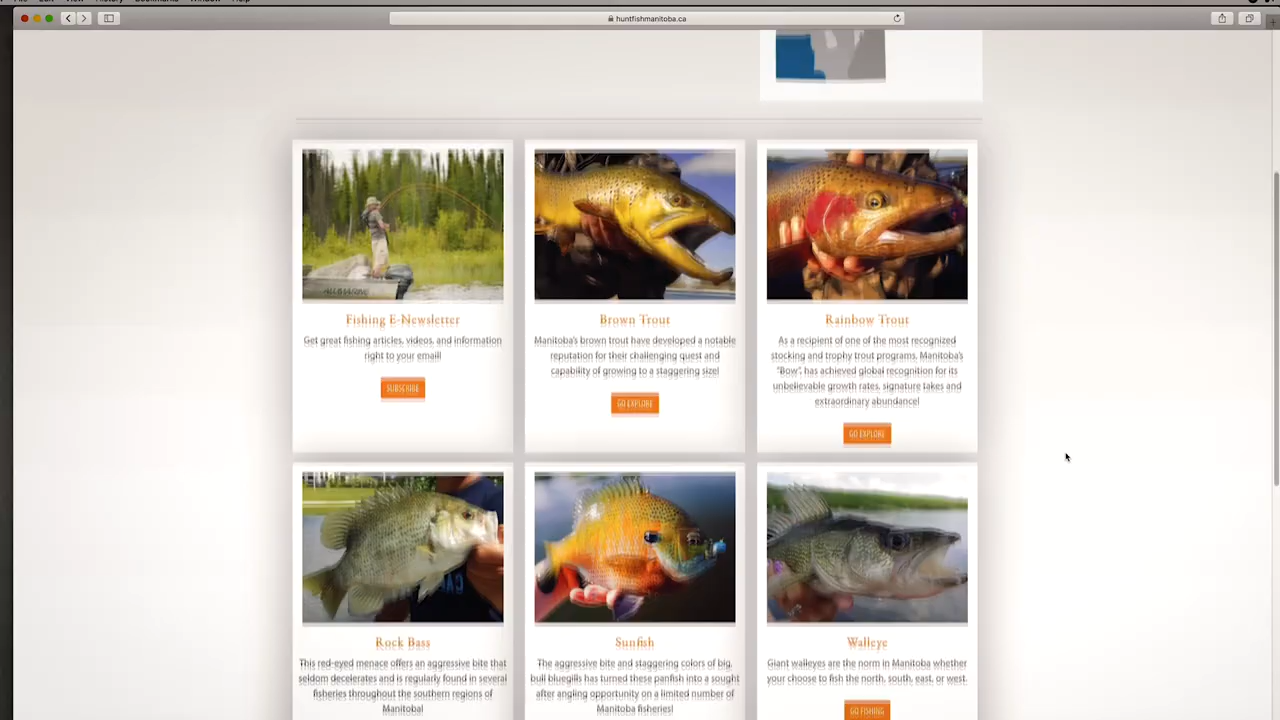 huntfishmanitoba.ca
Fishing E-Newsletter
Get great fishing articles, videos, and information
right to your email!
SUBSCRIBE
Brown Trout
Manitoba's brown trout have developed a notable
reputation for their challenging quest and
capability of growing to a staggering size!
GO EXPLORE
Rainbow Trout
As a recipient of one of the most recognized
stocking and trophy trout programs, Manitoba's
"Bow", has achieved global recognition for its
unbelievable growth rates, signature takes and
extraordinary abundance!
GO EXPLORE
Rock Bass
This red-eyed menace offers an aggressive bite that
seldom decelerates and is regularly found in several
fisheries throughout the southern regions of
Manitoba!
Sunfish
The aggressive bite and staggering colors of big,
bull bluegills has turned these panfish into a sought
after angling opportunity on a limited number of
Manitoba fisheries!
Walleye
Giant walleyes are the norm in Manitoba whether
your choose to fish the north, south, east, or west.
GO FISHING